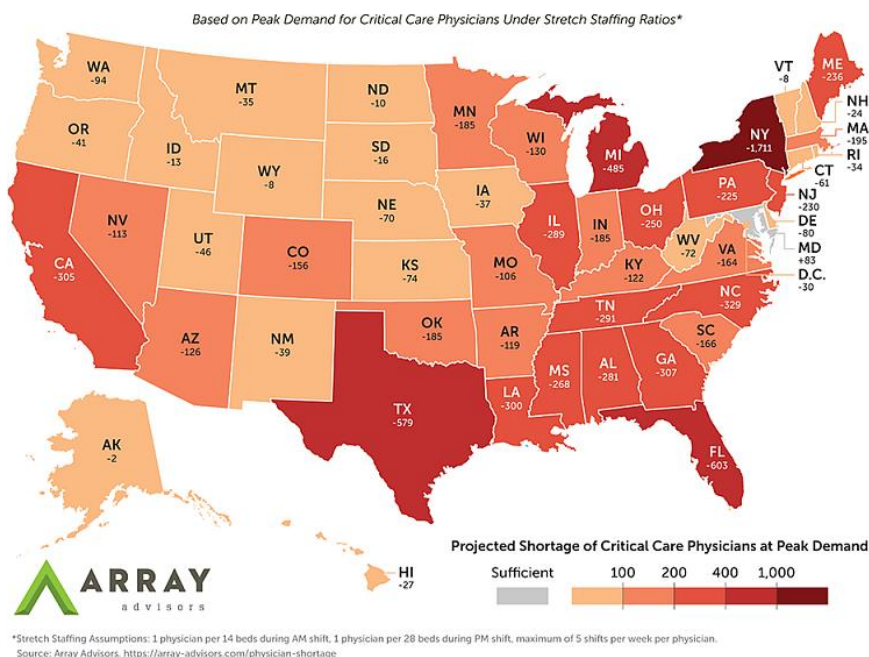 Based on Peak Demand for Critical Care Physicians Under Stretch Staffing Ratios*
WA
-94
MT
-35
ND
-10
MN
-185
VT
-8
ME
-236
NH
-24
MA
-195
RI
-34
CT
-61
NJ
-230
DE
-80
MD
+83
D.C.
-30
OR
-41
ID
-13
WY
-8
SD
-16
WI
-130
MI
-485
NY
-1,711
NV
-113
UT
-46
CO
-156
NE
-70
IA
-37
IL
-289
IN
-185
OH
-250
PA
-225
CA
-305
KS
-74
MO
-106
KY
-122
WV
-72
VA
-164
AZ
-126
NM
-39
OK
-185
AR
-119
TN
-291
NC
-329
SC
-166
TX
-579
LA
-300
MS
-268
AL
-281
GA
-307
FL
-603
AK
-2
HI
-27
Projected Shortage of Critical Care Physicians at Peak Demand
Sufficient 100 200 400 1,000
ARRAY
advisors
*Stretch Staffing Assumptions: 1 physician per 14 beds during AM shift, 1 physician per 28 beds during PM shift, maximum of 5 shifts per week per physician.
Source: Array Advisors, https://array-advisors.com/physician-shortage